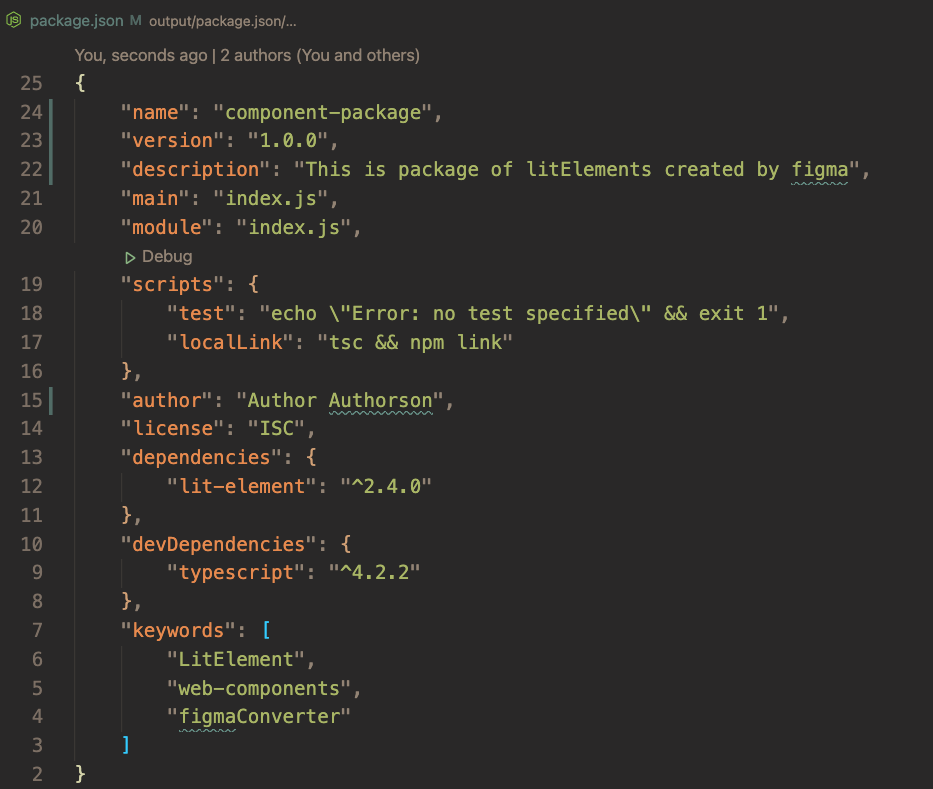 JS package.json M output/package.json/...
You, seconds ago | 2 authors (You and others)
25 {
24 "name": "component-package",
23 "version": "1.0.0",
22 "description": "This is package of litElements created by figma",
21 "main": "index.js",
20 "module": "index.js",
Debug
19 "scripts": {
18 "test": "echo \"Error: no test specified\" && exit 1",
17 "localLink": "tsc && npm link"
16 },
15 "author": "Author Authorson",
14 "license": "ISC",
13 "dependencies": {
12 "lit-element": "^2.4.0"
11 },
10 "devDependencies": {
9 "typescript": "^4.2.2"
8 },
7 "keywords": [
6 "LitElement",
5 "web-components",
4 "figmaConverter"
3 ]
2 }